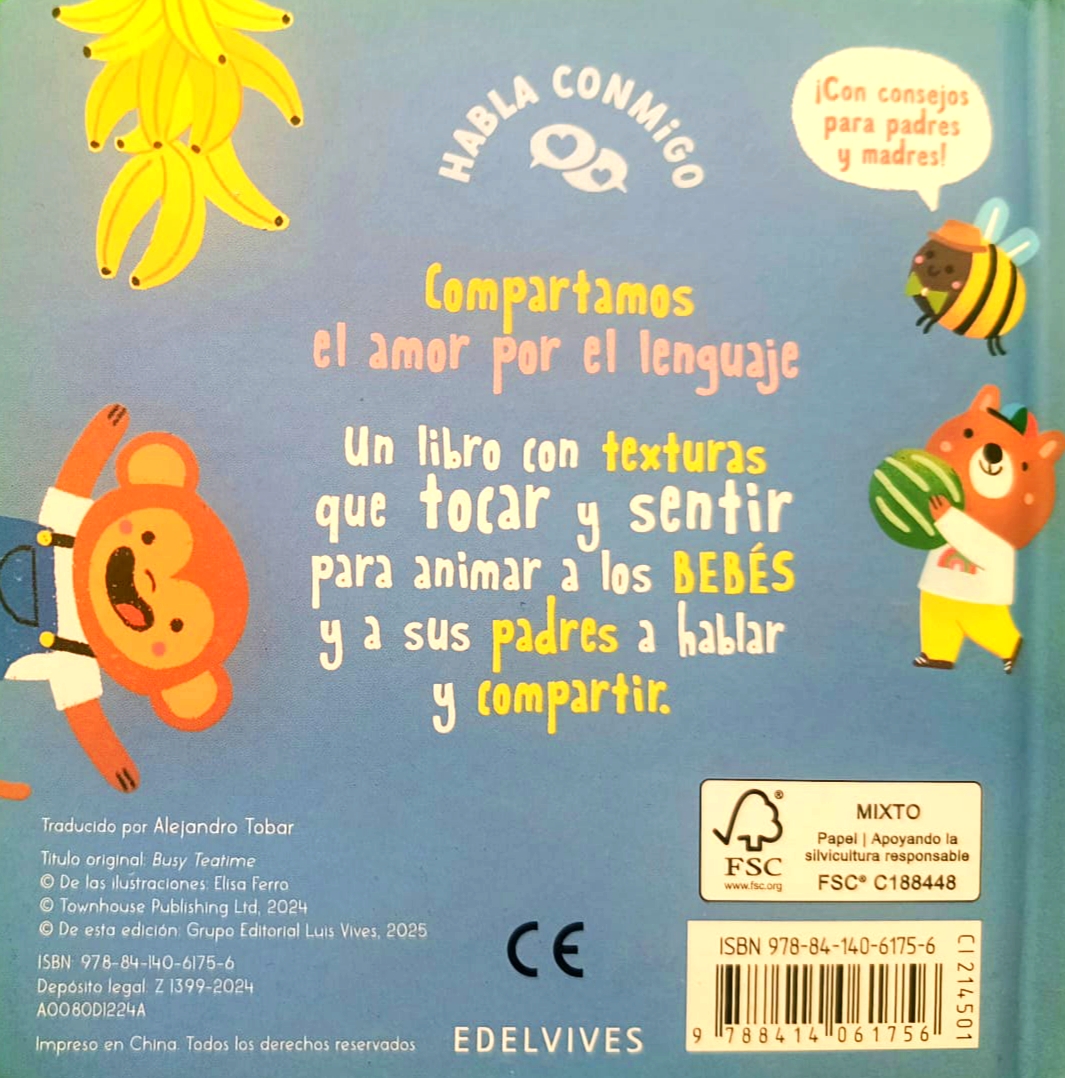 HABLA CONMiGO
¡Con consejos
para padres
y madres!
Compartamos
el amor por el lenguaje
Un libro con texturas
que tocar y sentir
para animar a los BEBÉS
y a sus padres a hablar
y compartir.
Traducido por Alejandro Tobar
Título original: Busy Teatime
© De las ilustraciones: Elisa Ferro
© Townhouse Publishing Ltd, 2024
© De esta edición: Grupo Editorial Luis Vives, 2025
ISBN: 978-84-140-6175-6
Depósito legal: Z 1399-2024
A0080D1224A
Impreso en China. Todos los derechos reservados
CE
EDELVIVES
®
FSC
www.fsc.org
MIXTO
Papel | Apoyando la
silvicultura responsable
FSC® C188448
ISBN 978-84-140-6175-6
9 788414 061756
CI 214501